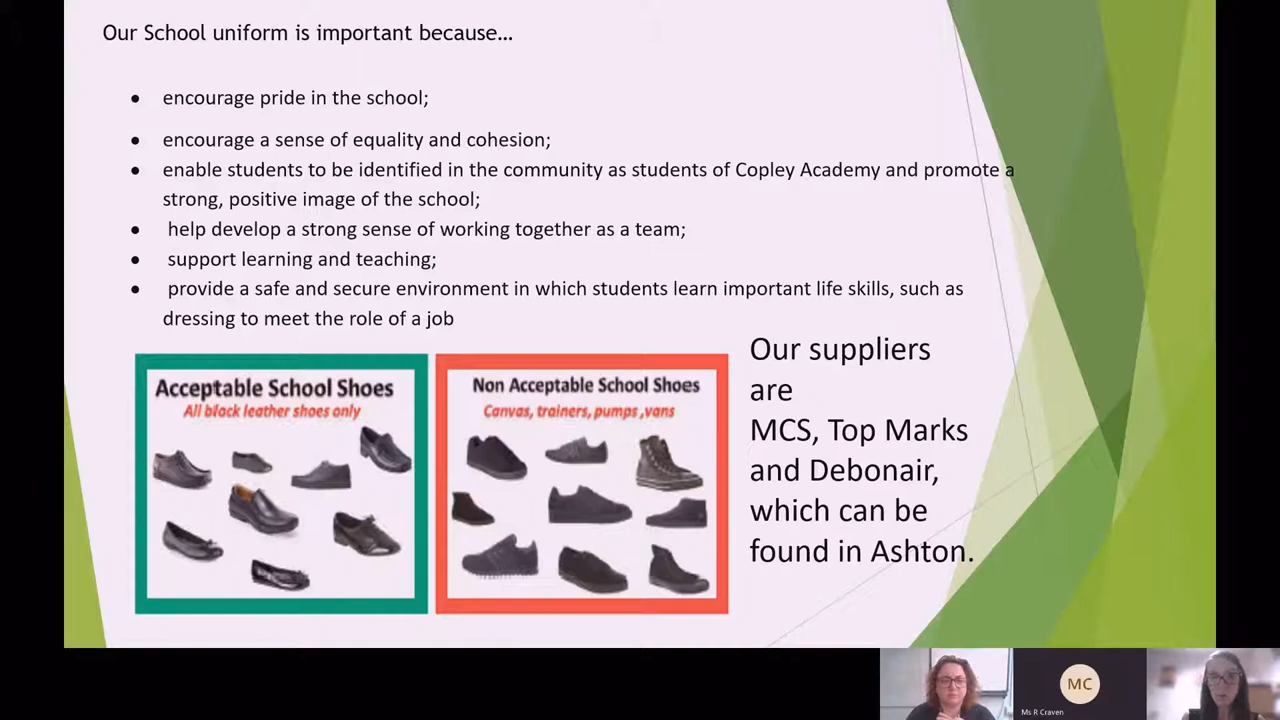 Our School uniform is important because…
• encourage pride in the school;
• encourage a sense of equality and cohesion;
• enable students to be identified in the community as students of Copley Academy and promote a
strong, positive image of the school;
• help develop a strong sense of working together as a team;
• support learning and teaching;
• provide a safe and secure environment in which students learn important life skills, such as
dressing to meet the role of a job
Acceptable School Shoes
All black leather shoes only
Non Acceptable School Shoes
Canvas, trainers, pumps ,vans
Our suppliers
are
MCS, Top Marks
and Debonair,
which can be
found in Ashton.
MC
Ms R Craven